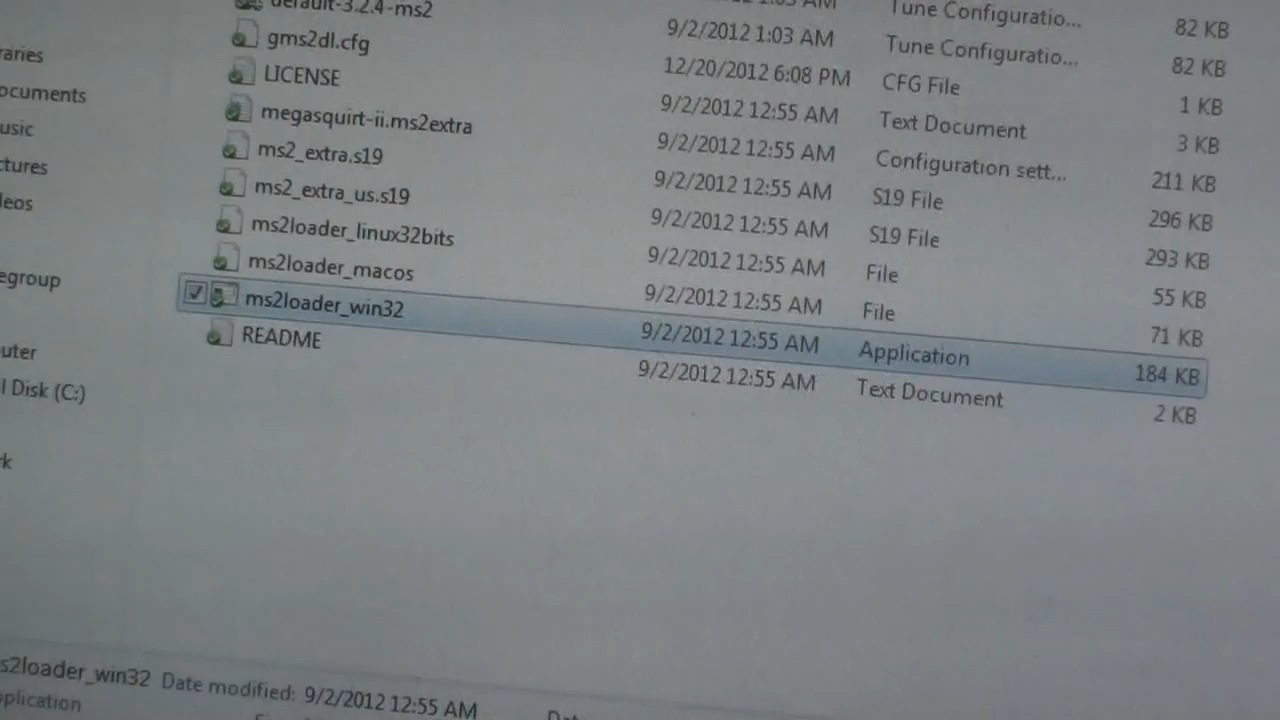 Tune Configuratio... 82 KB
default-3.2.4-ms2 9/2/2012 1:03 AM Tune Configuratio... 82 KB
gms2dl.cfg 12/20/2012 6:08 PM CFG File 1 KB
LICENSE 9/2/2012 12:55 AM Text Document 3 KB
megasquirt-ii.ms2extra 9/2/2012 12:55 AM Configuration sett... 211 KB
ms2_extra.s19 9/2/2012 12:55 AM S19 File 296 KB
ms2_extra_us.s19 9/2/2012 12:55 AM S19 File 293 KB
ms2loader_linux32bits 9/2/2012 12:55 AM File 55 KB
ms2loader_macos 9/2/2012 12:55 AM File 71 KB
ms2loader_win32 9/2/2012 12:55 AM Application 184 KB
README 9/2/2012 12:55 AM Text Document 2 KB
raries
ocuments
usic
ctures
leos
egroup
uter
l Disk (C:)
rk
s2loader_win32 Date modified: 9/2/2012 12:55 AM
pplication